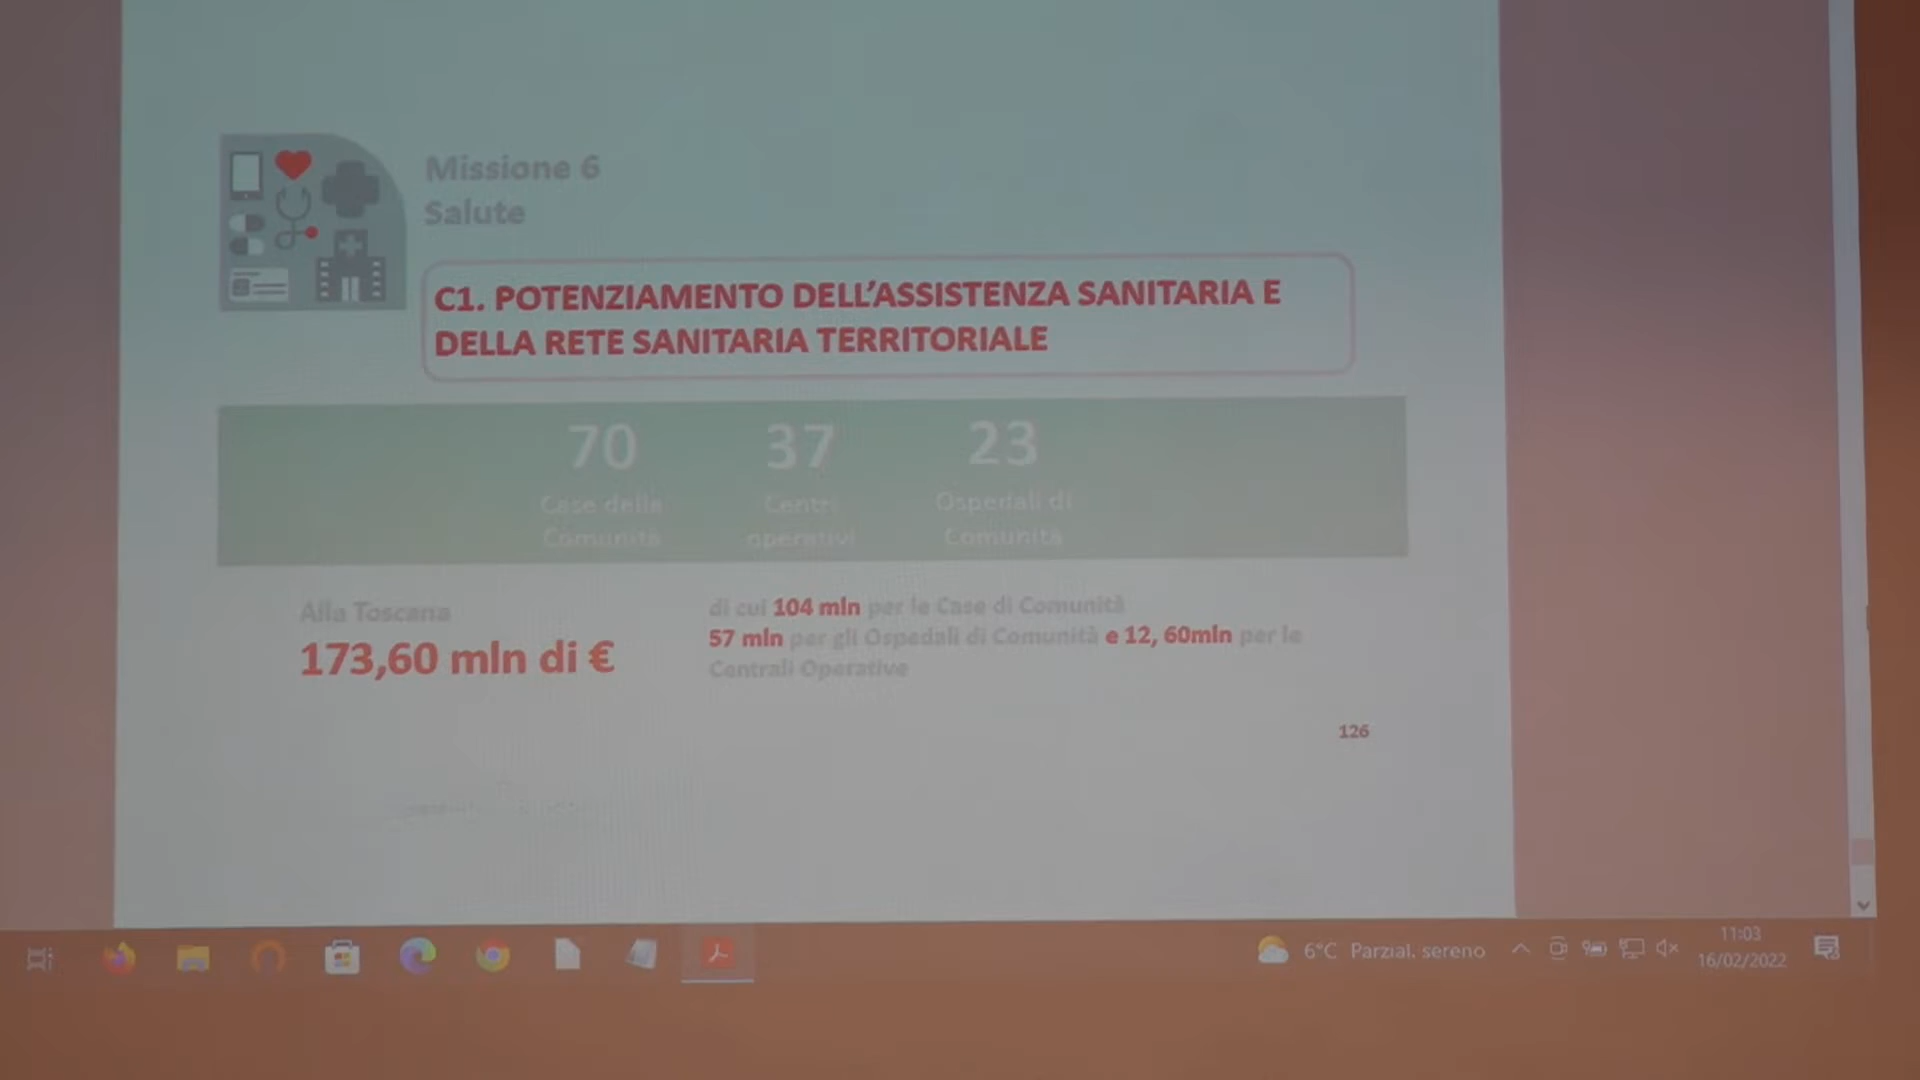 Missione 6
Salute
C1. POTENZIAMENTO DELL’ASSISTENZA SANITARIA E
DELLA RETE SANITARIA TERRITORIALE
70
Case della
Comunità
37
Centri
operativi
23
Ospedali di
Comunità
Alla Toscana
173,60 mln di €
di cui 104 mln per le Case di Comunità
57 mln per gli Ospedali di Comunità e 12, 60mln per le
Centrali Operative
126
6°C Parzial. sereno
11:03
16/02/2022